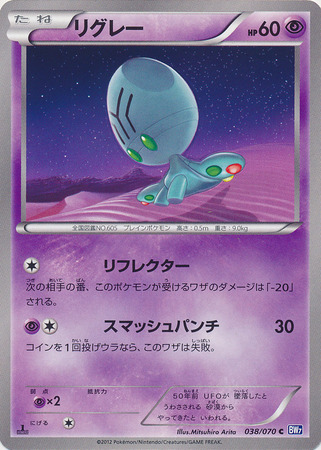 たね リグレー HP60
全国図鑑NO.605 ブレインポケモン 高さ：0.5m 重さ：9.0kg
リフレクター
次の相手の番、このポケモンが受けるワザのダメージは「-20」
される。
スマッシュパンチ 30
コインを1回投げウラなら、このワザは失敗。
弱点 抵抗力
×2
にげる
50年前 UFOが 墜落したと
うわさされる 砂漠から
やってきたと いわれる。
Illus.Mitsuhiro Arita 038/070 C BW7
©2012 Pokémon/Nintendo/Creatures/GAME FREAK.